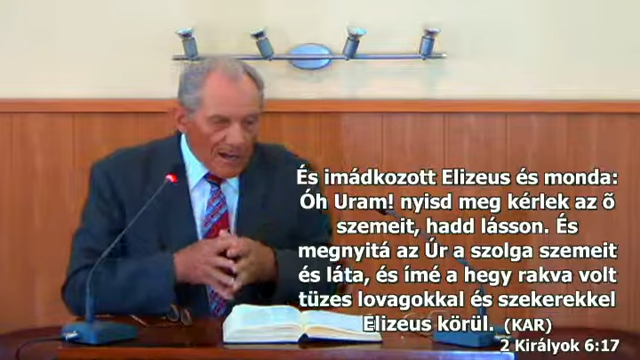 És imádkozott Elizeus és monda:
Óh Uram! nyisd meg kérlek az õ
szemeit, hadd lásson. És
megnyitá az Úr a szolga szemeit
és láta, és ímé a hegy rakva volt
tüzes lovagokkal és szekerekkel
Elizeus körül. (KAR)
2 Királyok 6:17